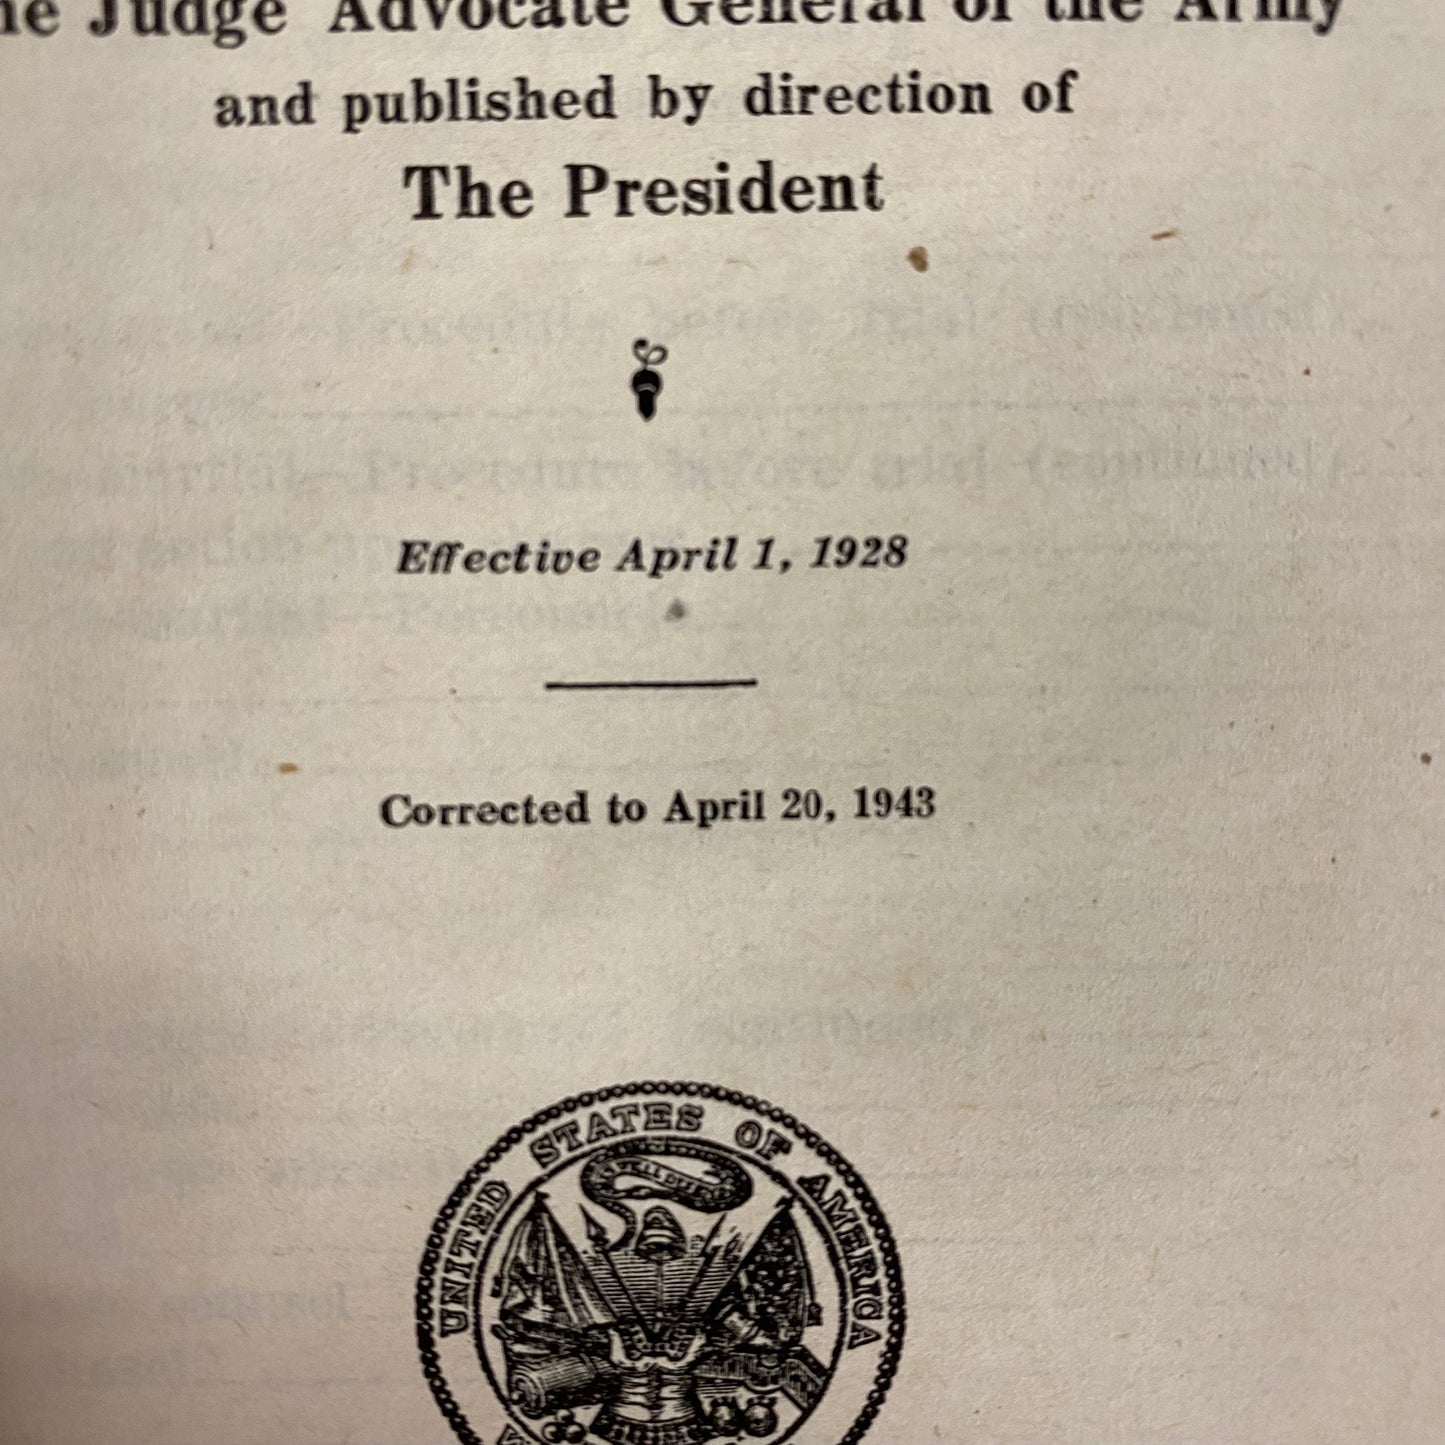 he Judge Advocate General of the Army
and published by direction of
The President
Effective April 1, 1928
Corrected to April 20, 1943
UNITED STATES OF AMERICA